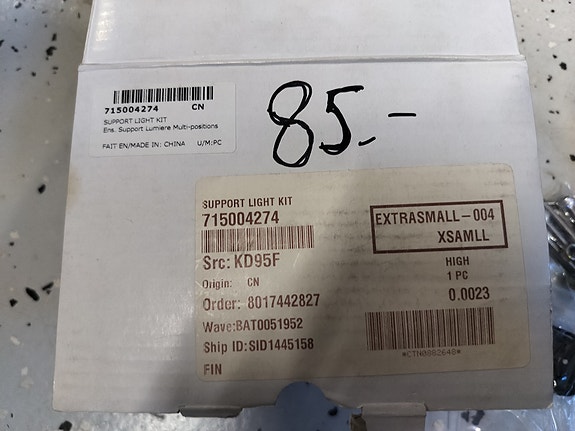 85.-
715004274 CN
SUPPORT LIGHT KIT
Ens. Support Lumiere Multi-positions
FAIT EN/MADE IN: CHINA U/M:PC
SUPPORT LIGHT KIT
715004274
EXTRASMALL-004
XSAMLL
Src:KD95F
HIGH
Origin: CN
1 PC
Order: 8017442827
0.0023
Wave:BAT0051952
Ship ID:SID1445158
*CTN0882648*
FIN